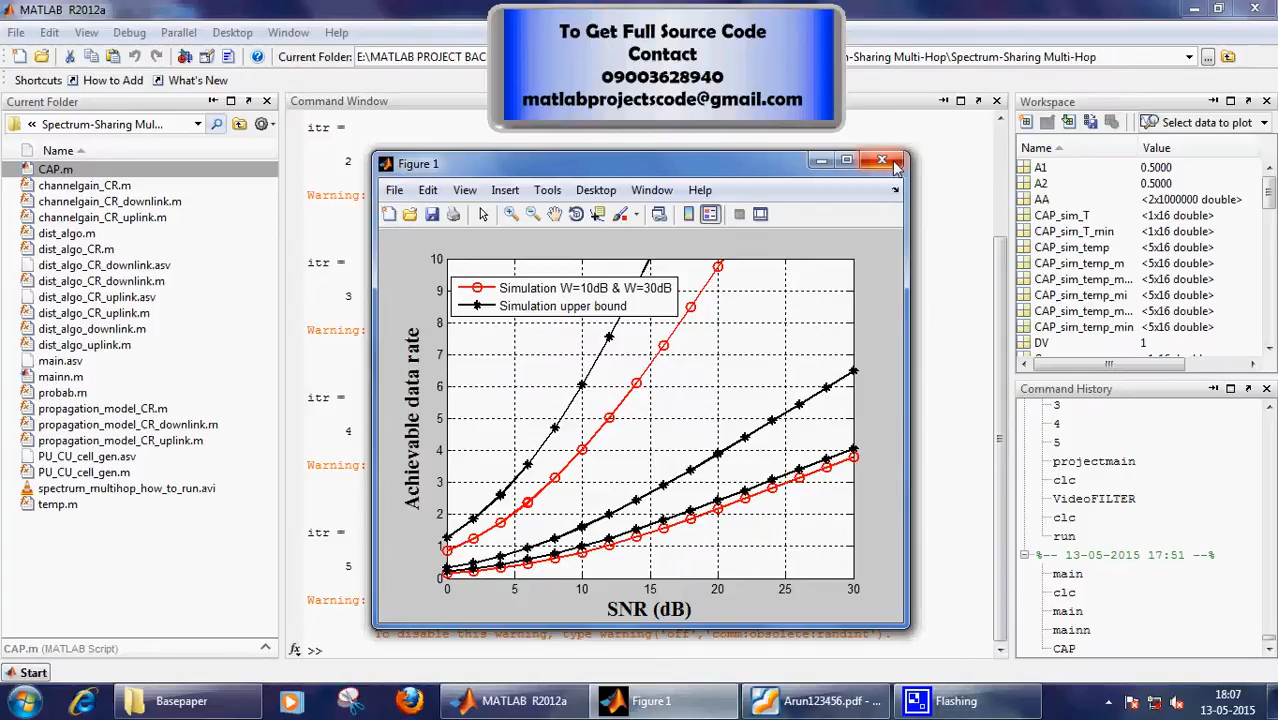 MATLAB R2012a
To Get Full Source Code
Contact
09003628940
matlabprojectscode@gmail.com
File Edit View Debug Parallel Desktop Window Help
Current Folder: E:\MATLAB PROJECT BAC
-Sharing Multi-Hop\Spectrum-Sharing Multi-Hop
Shortcuts How to Add What's New
Current Folder
« Spectrum-Sharing Mul...
Name
CAP.m
channelgain_CR.m
channelgain_CR_downlink.m
channelgain_CR_uplink.m
dist_algo.m
dist_algo_CR.m
dist_algo_CR_downlink.asv
dist_algo_CR_downlink.m
dist_algo_CR_uplink.asv
dist_algo_CR_uplink.m
dist_algo_downlink.m
dist_algo_uplink.m
main.asv
mainn.m
probab.m
propagation_model_CR.m
propagation_model_CR_downlink.m
propagation_model_CR_uplink.m
PU_CU_cell_gen.asv
PU_CU_cell_gen.m
spectrum_multihop_how_to_run.avi
temp.m
CAP.m (MATLAB Script)
Command Window
itr =
2
Warning:
itr =
3
Warning:
itr =
4
Warning:
itr =
5
Warning:
To disable this warning, type warning('off','comm:obsolete:randint').
fx >>
Figure 1
File Edit View Insert Tools Desktop Window Help
Simulation W=10dB & W=30dB
Simulation upper bound
Achievable data rate
10
9
8
7
6
5
4
3
2
1
0
0 5 10 15 20 25 30
SNR (dB)
Workspace
Select data to plot
Name Value
A1 0.5000
A2 0.5000
AA <2x1000000 double>
CAP_sim_T <1x16 double>
CAP_sim_T_min <1x16 double>
CAP_sim_temp <5x16 double>
CAP_sim_temp_m <5x16 double>
CAP_sim_temp_m... <5x16 double>
CAP_sim_temp_mi <5x16 double>
CAP_sim_temp_m... <5x16 double>
CAP_sim_temp_min <5x16 double>
DV 1
Command History
3
4
5
projectmain
clc
VideoFILTER
clc
run
%-- 13-05-2015 17:51 --%
main
clc
main
mainn
CAP
Start
Basepaper
MATLAB R2012a
Figure 1
Arun123456.pdf - ...
Flashing
18:07
13-05-2015